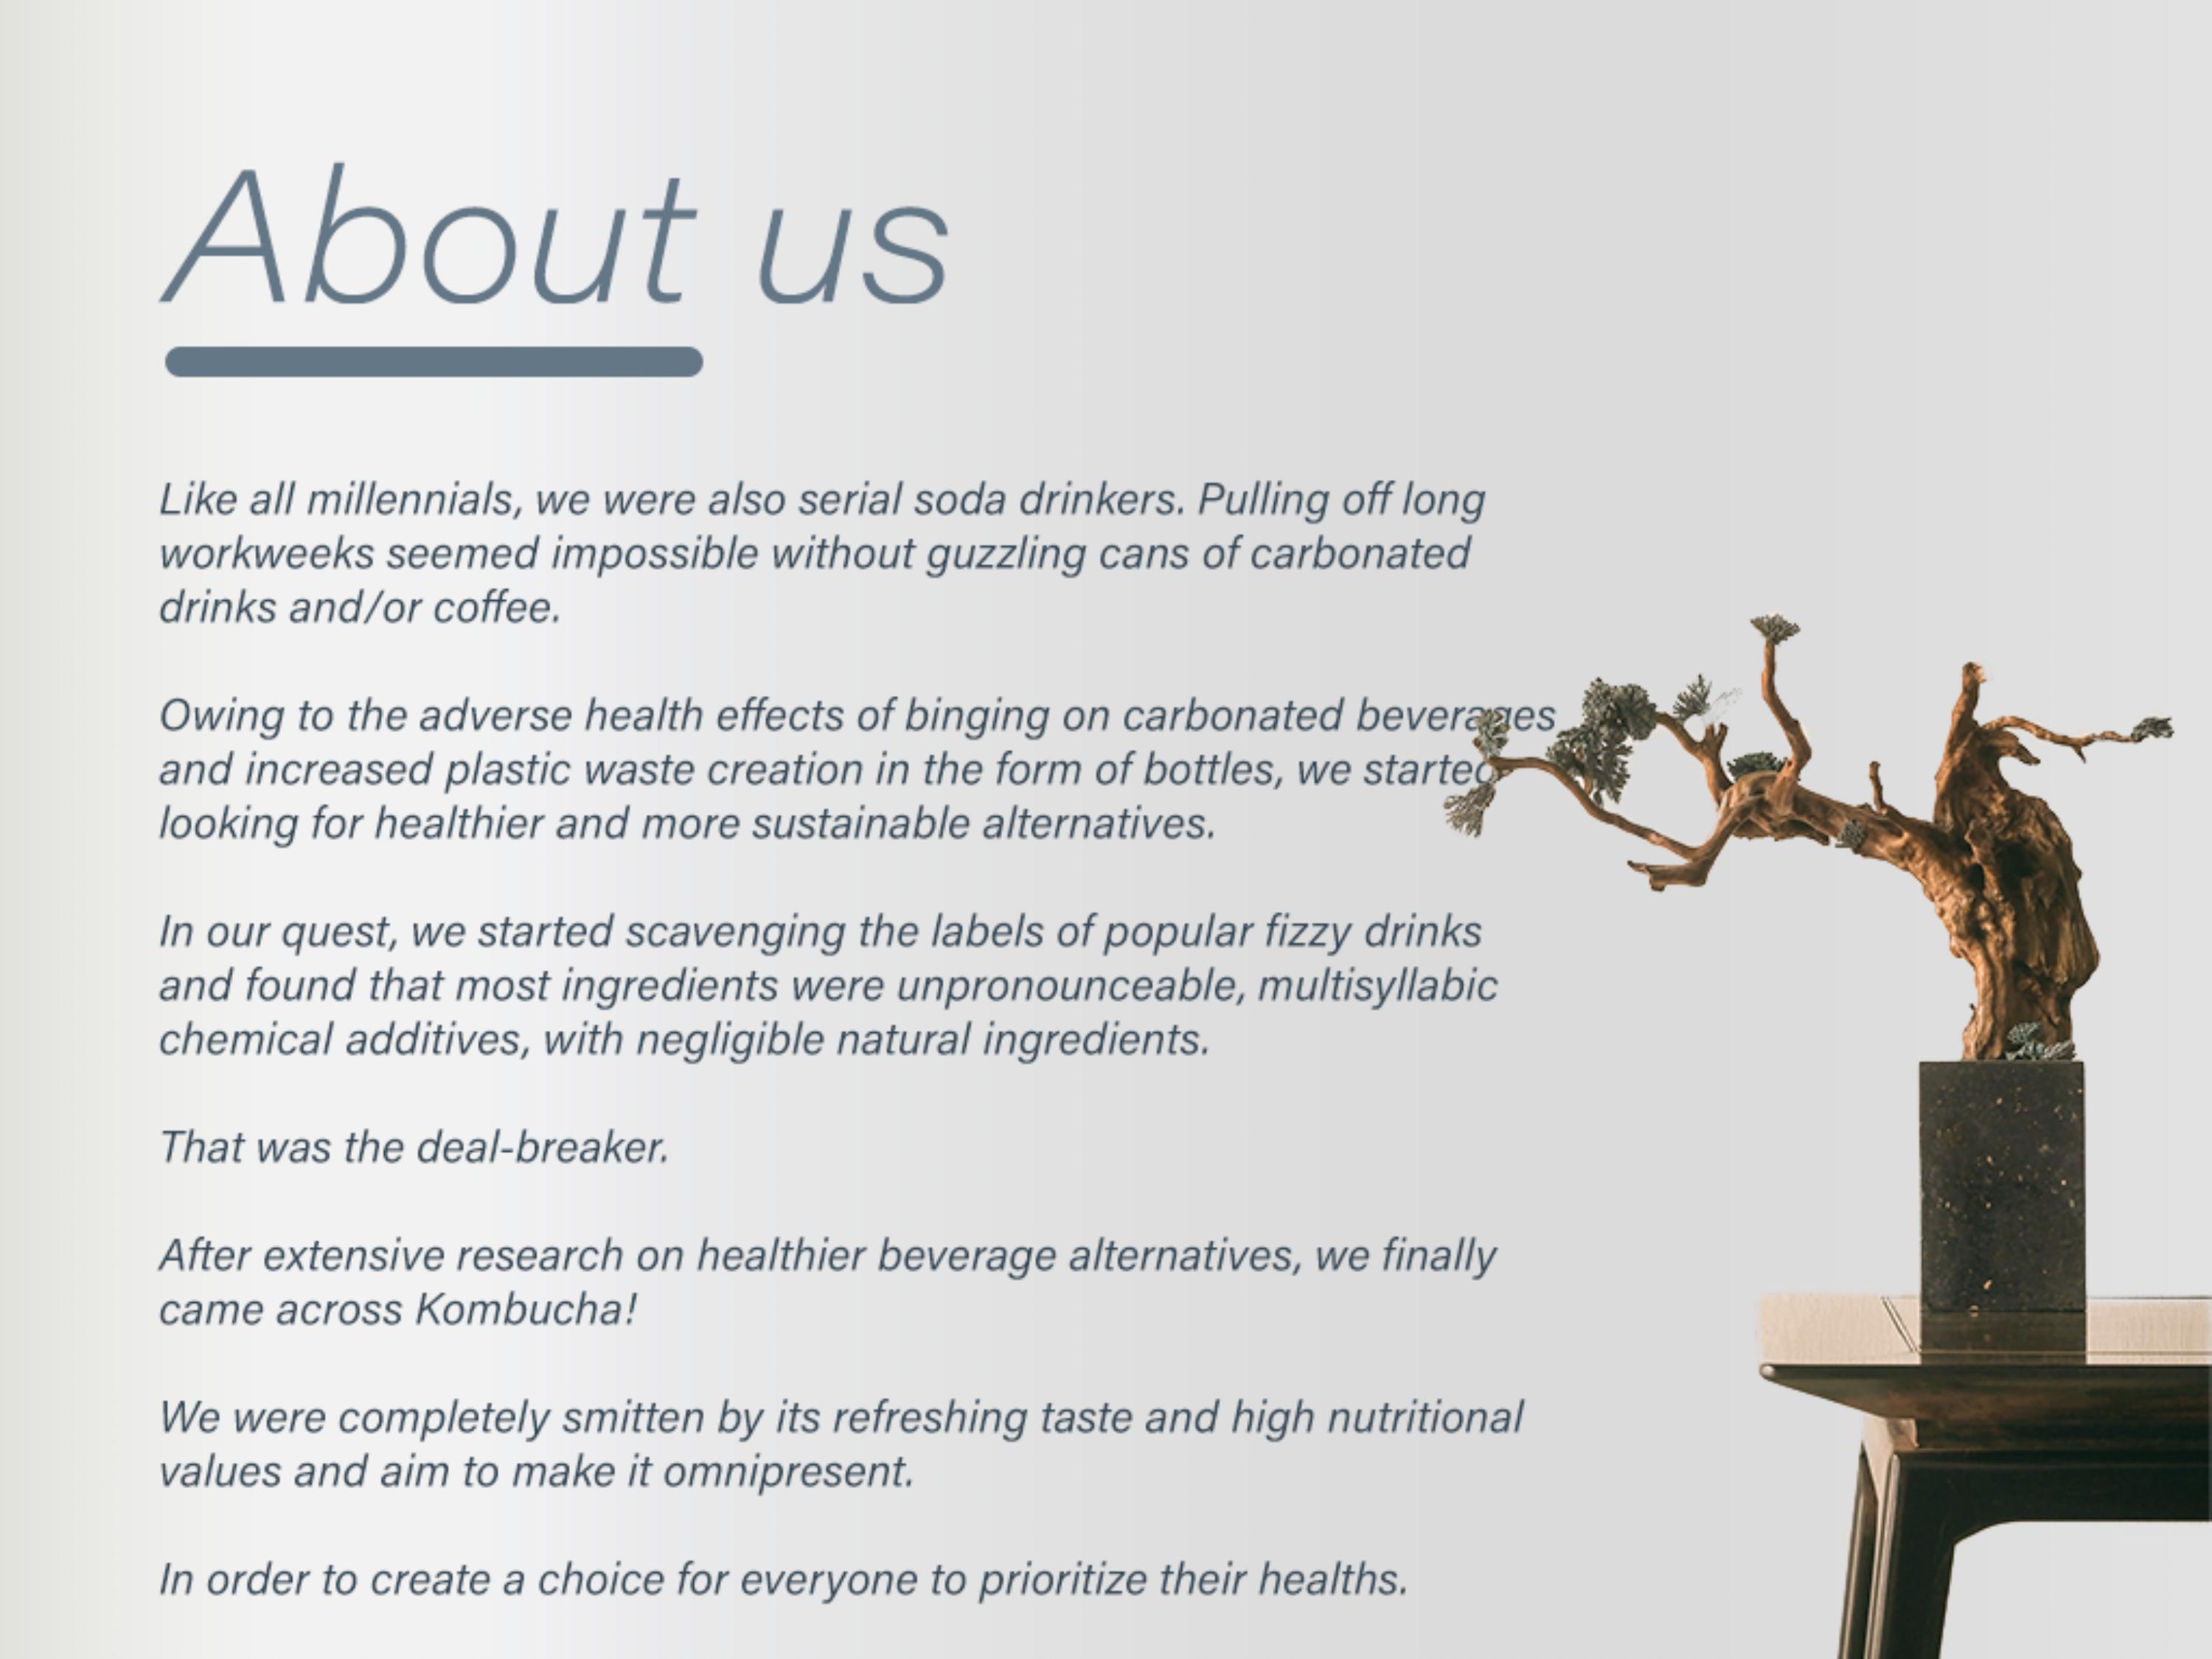 About us
Like all millennials, we were also serial soda drinkers. Pulling off long
workweeks seemed impossible without guzzling cans of carbonated
drinks and/or coffee.
Owing to the adverse health effects of binging on carbonated beverages
and increased plastic waste creation in the form of bottles, we started
looking for healthier and more sustainable alternatives.
In our quest, we started scavenging the labels of popular fizzy drinks
and found that most ingredients were unpronounceable, multisyllabic
chemical additives, with negligible natural ingredients.
That was the deal-breaker.
After extensive research on healthier beverage alternatives, we finally
came across Kombucha!
We were completely smitten by its refreshing taste and high nutritional
values and aim to make it omnipresent.
In order to create a choice for everyone to prioritize their healths.